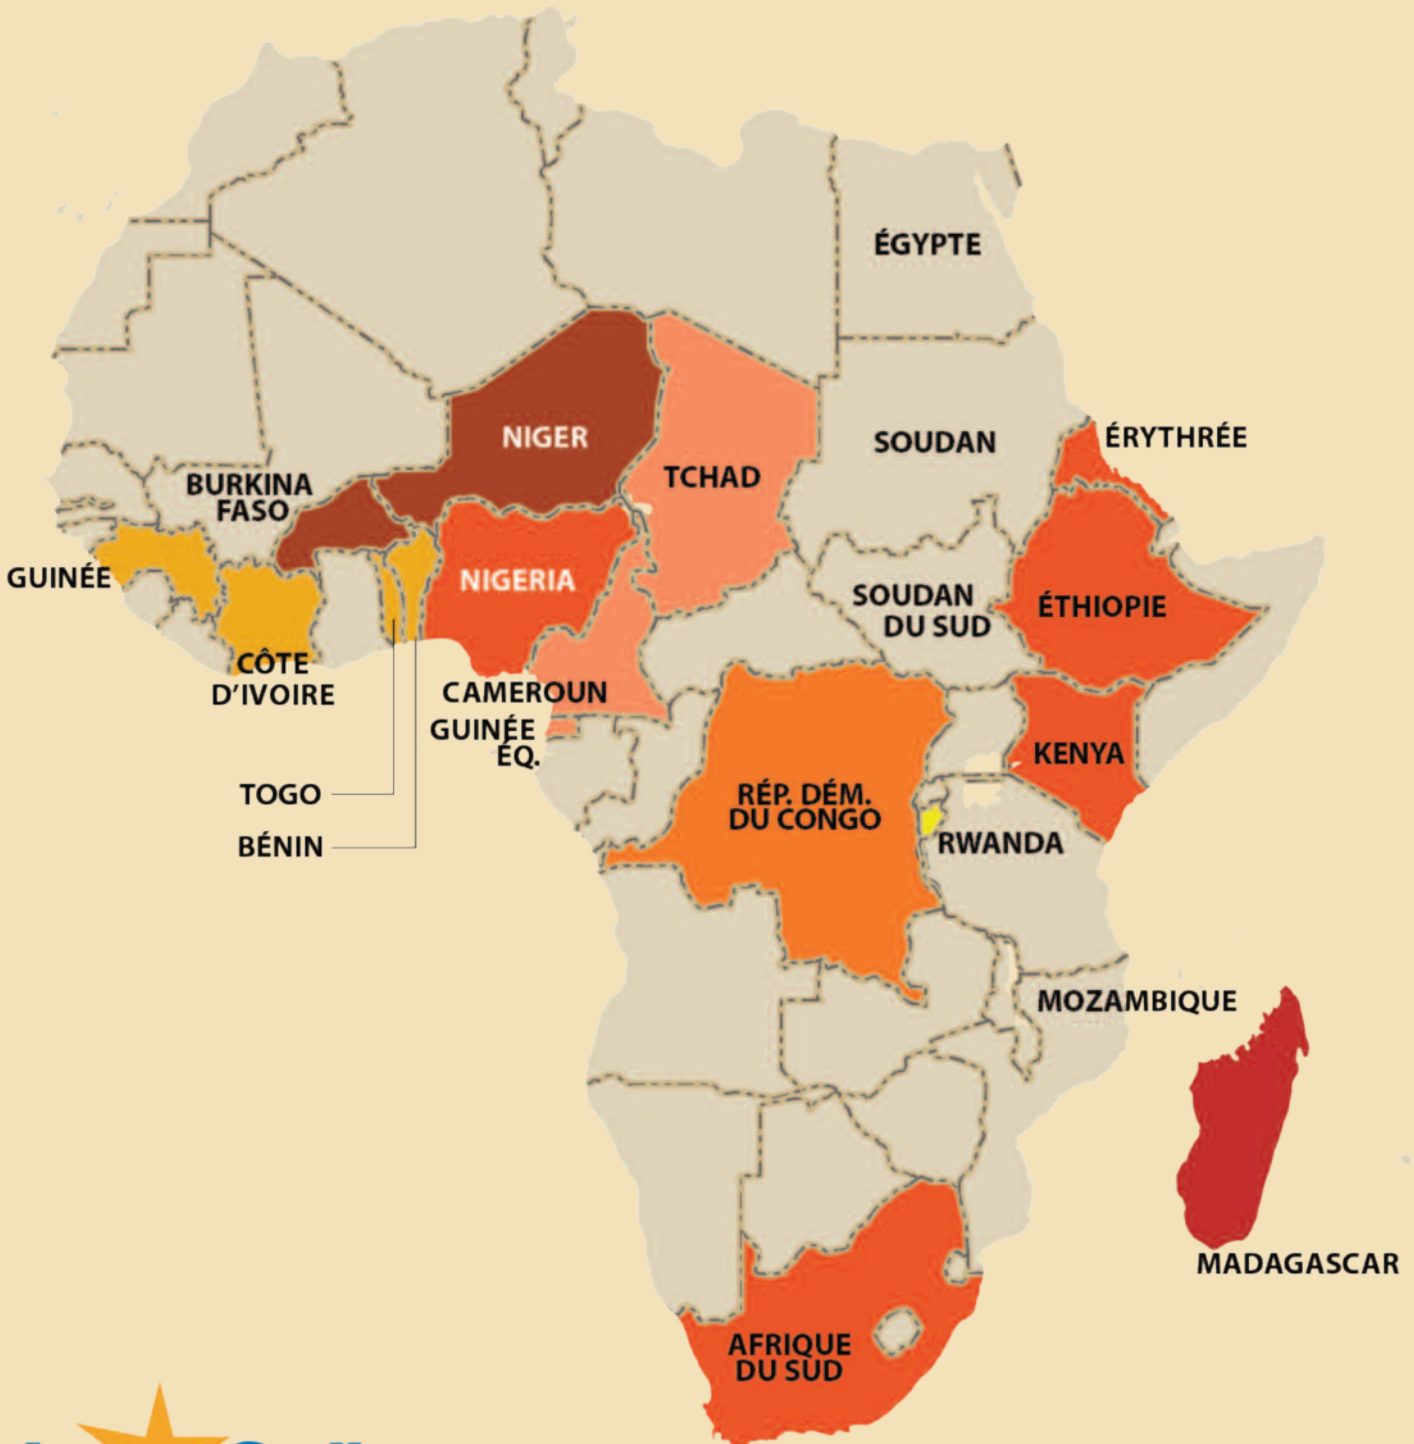 ÉGYPTE
NIGER
TCHAD
SOUDAN
ÉRYTHRÉE
BURKINA
FASO
GUINÉE
NIGERIA
SOUDAN
DU SUD
ÉTHIOPIE
CÔTE
D'IVOIRE
CAMEROUN
GUINÉE
ÉQ.
KENYA
TOGO
BÉNIN
RÉP. DÉM.
DU CONGO
RWANDA
MOZAMBIQUE
MADAGASCAR
AFRIQUE
DU SUD